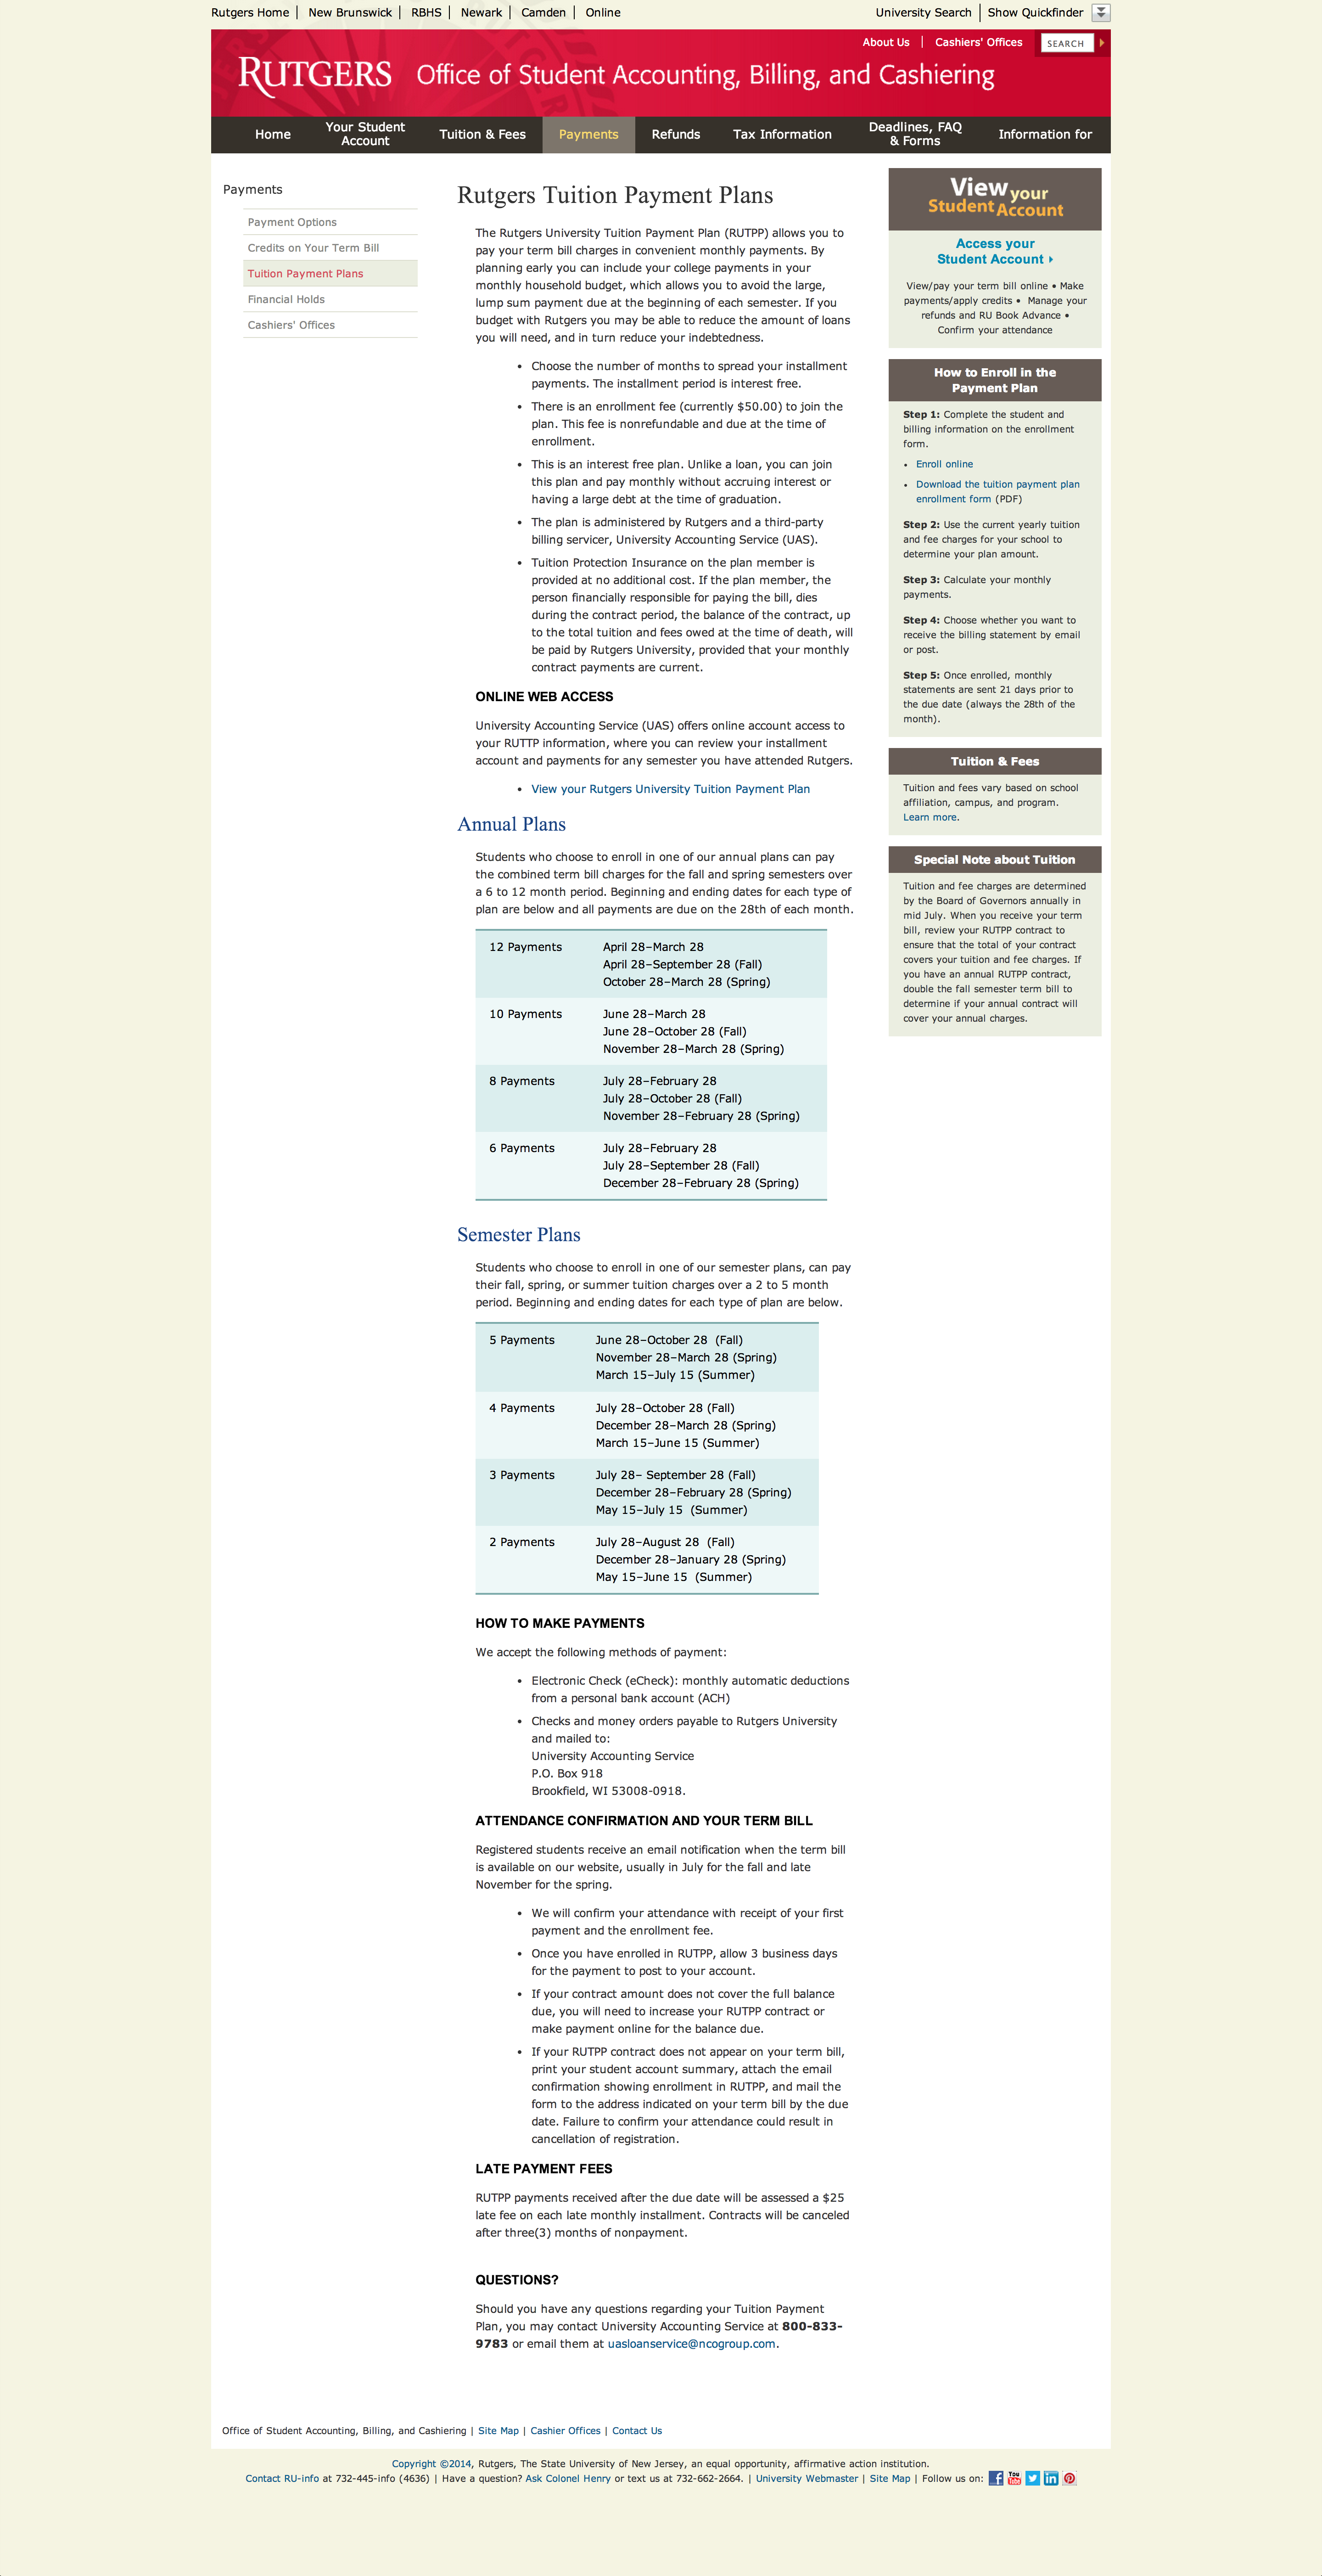 Rutgers Home | New Brunswick | RBHS | Newark | Camden | Online
University Search | Show Quickfinder
About Us | Cashiers' Offices
SEARCH
RUTGERS Office of Student Accounting, Billing, and Cashiering
Home
Your Student
Account
Tuition & Fees
Payments
Refunds
Tax Information
Deadlines, FAQ
& Forms
Information for
Payments
Payment Options
Credits on Your Term Bill
Tuition Payment Plans
Financial Holds
Cashiers' Offices
Rutgers Tuition Payment Plans
The Rutgers University Tuition Payment Plan (RUTPP) allows you to
pay your term bill charges in convenient monthly payments. By
planning early you can include your college payments in your
monthly household budget, which allows you to avoid the large,
lump sum payment due at the beginning of each semester. If you
budget with Rutgers you may be able to reduce the amount of loans
you will need, and in turn reduce your indebtedness.
• Choose the number of months to spread your installment
payments. The installment period is interest free.
• There is an enrollment fee (currently $50.00) to join the
plan. This fee is nonrefundable and due at the time of
enrollment.
• This is an interest free plan. Unlike a loan, you can join
this plan and pay monthly without accruing interest or
having a large debt at the time of graduation.
• The plan is administered by Rutgers and a third-party
billing servicer, University Accounting Service (UAS).
• Tuition Protection Insurance on the plan member is
provided at no additional cost. If the plan member, the
person financially responsible for paying the bill, dies
during the contract period, the balance of the contract, up
to the total tuition and fees owed at the time of death, will
be paid by Rutgers University, provided that your monthly
contract payments are current.
ONLINE WEB ACCESS
University Accounting Service (UAS) offers online account access to
your RUTTP information, where you can review your installment
account and payments for any semester you have attended Rutgers.
• View your Rutgers University Tuition Payment Plan
Annual Plans
Students who choose to enroll in one of our annual plans can pay
the combined term bill charges for the fall and spring semesters over
a 6 to 12 month period. Beginning and ending dates for each type of
plan are below and all payments are due on the 28th of each month.
12 Payments April 28–March 28
April 28–September 28 (Fall)
October 28–March 28 (Spring)
10 Payments June 28–March 28
June 28–October 28 (Fall)
November 28–March 28 (Spring)
8 Payments July 28–February 28
July 28–October 28 (Fall)
November 28–February 28 (Spring)
6 Payments July 28–February 28
July 28–September 28 (Fall)
December 28–February 28 (Spring)
Semester Plans
Students who choose to enroll in one of our semester plans, can pay
their fall, spring, or summer tuition charges over a 2 to 5 month
period. Beginning and ending dates for each type of plan are below.
5 Payments June 28–October 28 (Fall)
November 28–March 28 (Spring)
March 15–July 15 (Summer)
4 Payments July 28–October 28 (Fall)
December 28–March 28 (Spring)
March 15–June 15 (Summer)
3 Payments July 28– September 28 (Fall)
December 28–February 28 (Spring)
May 15–July 15 (Summer)
2 Payments July 28–August 28 (Fall)
December 28–January 28 (Spring)
May 15–June 15 (Summer)
HOW TO MAKE PAYMENTS
We accept the following methods of payment:
• Electronic Check (eCheck): monthly automatic deductions
from a personal bank account (ACH)
• Checks and money orders payable to Rutgers University
and mailed to:
University Accounting Service
P.O. Box 918
Brookfield, WI 53008-0918.
ATTENDANCE CONFIRMATION AND YOUR TERM BILL
Registered students receive an email notification when the term bill
is available on our website, usually in July for the fall and late
November for the spring.
• We will confirm your attendance with receipt of your first
payment and the enrollment fee.
• Once you have enrolled in RUTPP, allow 3 business days
for the payment to post to your account.
• If your contract amount does not cover the full balance
due, you will need to increase your RUTPP contract or
make payment online for the balance due.
• If your RUTPP contract does not appear on your term bill,
print your student account summary, attach the email
confirmation showing enrollment in RUTPP, and mail the
form to the address indicated on your term bill by the due
date. Failure to confirm your attendance could result in
cancellation of registration.
LATE PAYMENT FEES
RUTPP payments received after the due date will be assessed a $25
late fee on each late monthly installment. Contracts will be canceled
after three(3) months of nonpayment.
QUESTIONS?
Should you have any questions regarding your Tuition Payment
Plan, you may contact University Accounting Service at 800-833-
9783 or email them at uasloanservice@ncogroup.com.
View your
Student Account
Access your
Student Account
View/pay your term bill online • Make
payments/apply credits • Manage your
refunds and RU Book Advance •
Confirm your attendance
How to Enroll in the
Payment Plan
Step 1: Complete the student and
billing information on the enrollment
form.
• Enroll online
• Download the tuition payment plan
enrollment form (PDF)
Step 2: Use the current yearly tuition
and fee charges for your school to
determine your plan amount.
Step 3: Calculate your monthly
payments.
Step 4: Choose whether you want to
receive the billing statement by email
or post.
Step 5: Once enrolled, monthly
statements are sent 21 days prior to
the due date (always the 28th of the
month).
Tuition & Fees
Tuition and fees vary based on school
affiliation, campus, and program.
Learn more.
Special Note about Tuition
Tuition and fee charges are determined
by the Board of Governors annually in
mid July. When you receive your term
bill, review your RUTPP contract to
ensure that the total of your contract
covers your tuition and fee charges. If
you have an annual RUTPP contract,
double the fall semester term bill to
determine if your annual contract will
cover your annual charges.
Office of Student Accounting, Billing, and Cashiering | Site Map | Cashier Offices | Contact Us
Copyright ©2014, Rutgers, The State University of New Jersey, an equal opportunity, affirmative action institution.
Contact RU-info at 732-445-info (4636) | Have a question? Ask Colonel Henry or text us at 732-662-2664. | University Webmaster | Site Map | Follow us on: